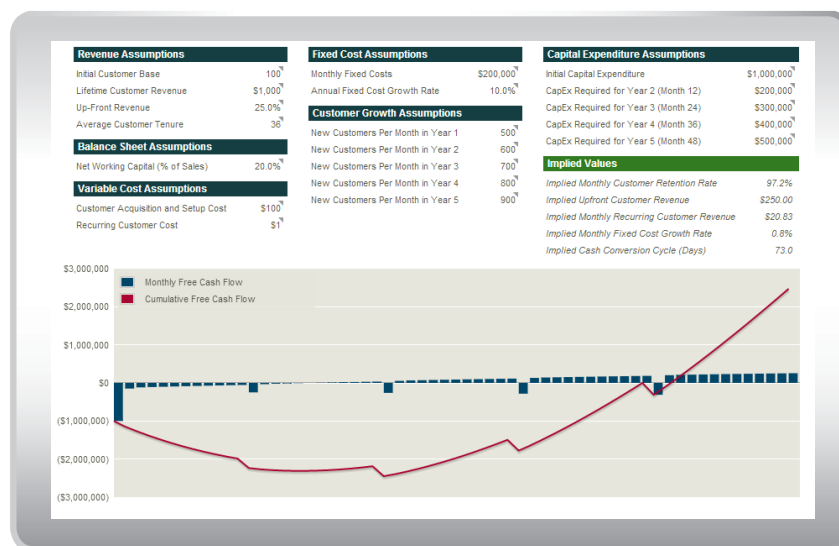 Revenue Assumptions
Initial Customer Base 100
Lifetime Customer Revenue $1,000
Up-Front Revenue 25.0%
Average Customer Tenure 36
Balance Sheet Assumptions
Net Working Capital (% of Sales) 20.0%
Variable Cost Assumptions
Customer Acquisition and Setup Cost $100
Recurring Customer Cost $1
Fixed Cost Assumptions
Monthly Fixed Costs $200,000
Annual Fixed Cost Growth Rate 10.0%
Customer Growth Assumptions
New Customers Per Month in Year 1 500
New Customers Per Month in Year 2 600
New Customers Per Month in Year 3 700
New Customers Per Month in Year 4 800
New Customers Per Month in Year 5 900
Capital Expenditure Assumptions
Initial Capital Expenditure $1,000,000
CapEx Required for Year 2 (Month 12) $200,000
CapEx Required for Year 3 (Month 24) $300,000
CapEx Required for Year 4 (Month 36) $400,000
CapEx Required for Year 5 (Month 48) $500,000
Implied Values
Implied Monthly Customer Retention Rate 97.2%
Implied Upfront Customer Revenue $250.00
Implied Monthly Recurring Customer Revenue $20.83
Implied Monthly Fixed Cost Growth Rate 0.8%
Implied Cash Conversion Cycle (Days) 73.0
Monthly Free Cash Flow
Cumulative Free Cash Flow
$3,000,000
$2,000,000
$1,000,000
$0
($1,000,000)
($2,000,000)
($3,000,000)